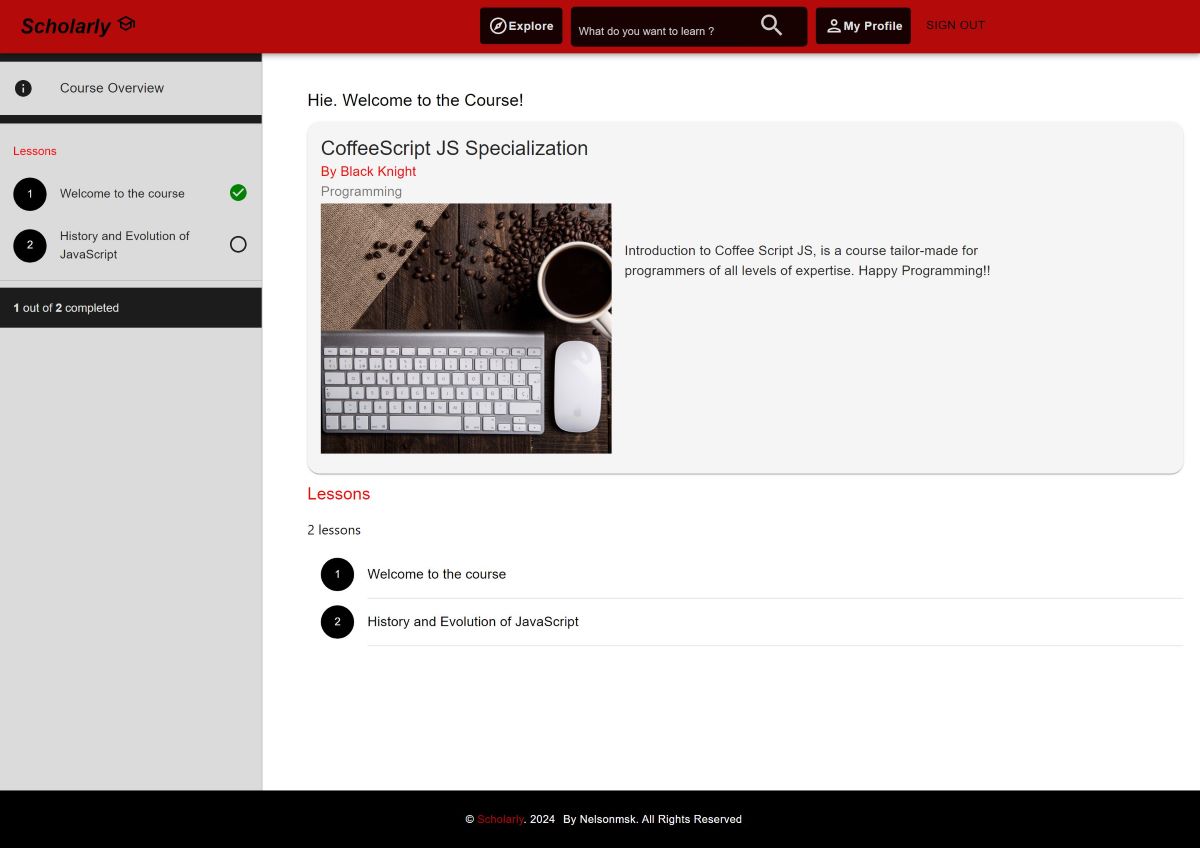 Scholarly
Explore
What do you want to learn ?
My Profile
SIGN OUT
Course Overview
Lessons
1
Welcome to the course
2
History and Evolution of
JavaScript
1 out of 2 completed
Hie. Welcome to the Course!
CoffeeScript JS Specialization
By Black Knight
Programming
Introduction to Coffee Script JS, is a course tailor-made for
programmers of all levels of expertise. Happy Programming!!
Lessons
2 lessons
1
Welcome to the course
2
History and Evolution of JavaScript
© Scholarly. 2024 By Nelsonmsk. All Rights Reserved